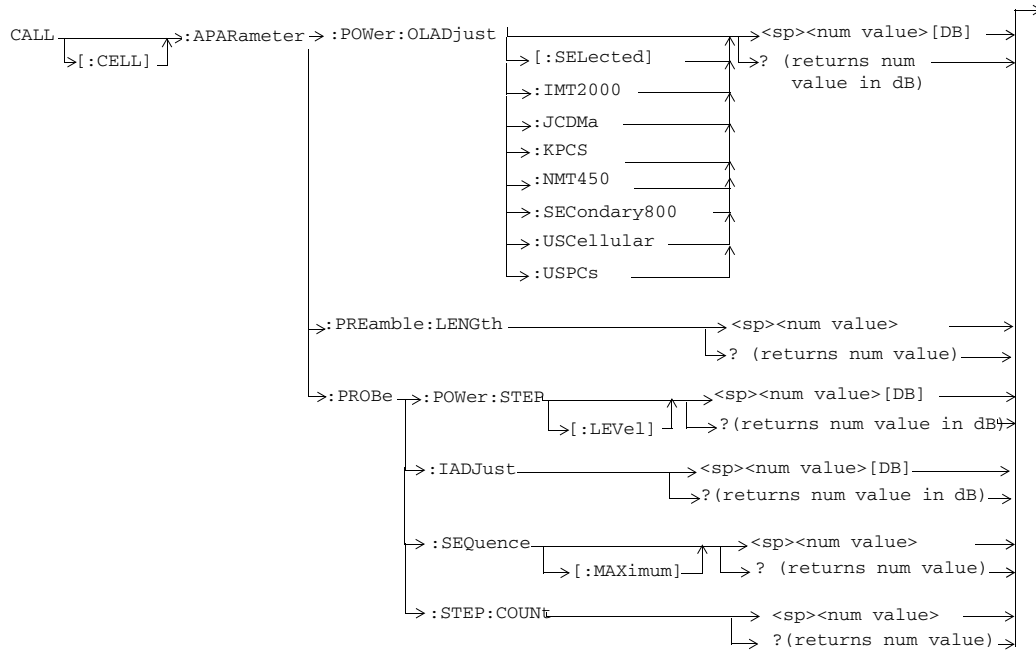 CALL :APARameter :POWer:OLADjust <sp><num value>[DB]
[:CELL] [:SELected] ? (returns num
value in dB)
:IMT2000
:JCDMa
:KPCS
:NMT450
:SECondary800
:USCellular
:USPCs
:PREamble:LENGth <sp><num value>
? (returns num value)
:PROBe :POWer:STEP <sp><num value>[DB]
[:LEVel] ?(returns num value in dB)
:IADJust <sp><num value>[DB]
?(returns num value in dB)
:SEQuence <sp><num value>
[:MAXimum] ? (returns num value)
:STEP:COUNt <sp><num value>
?(returns num value)